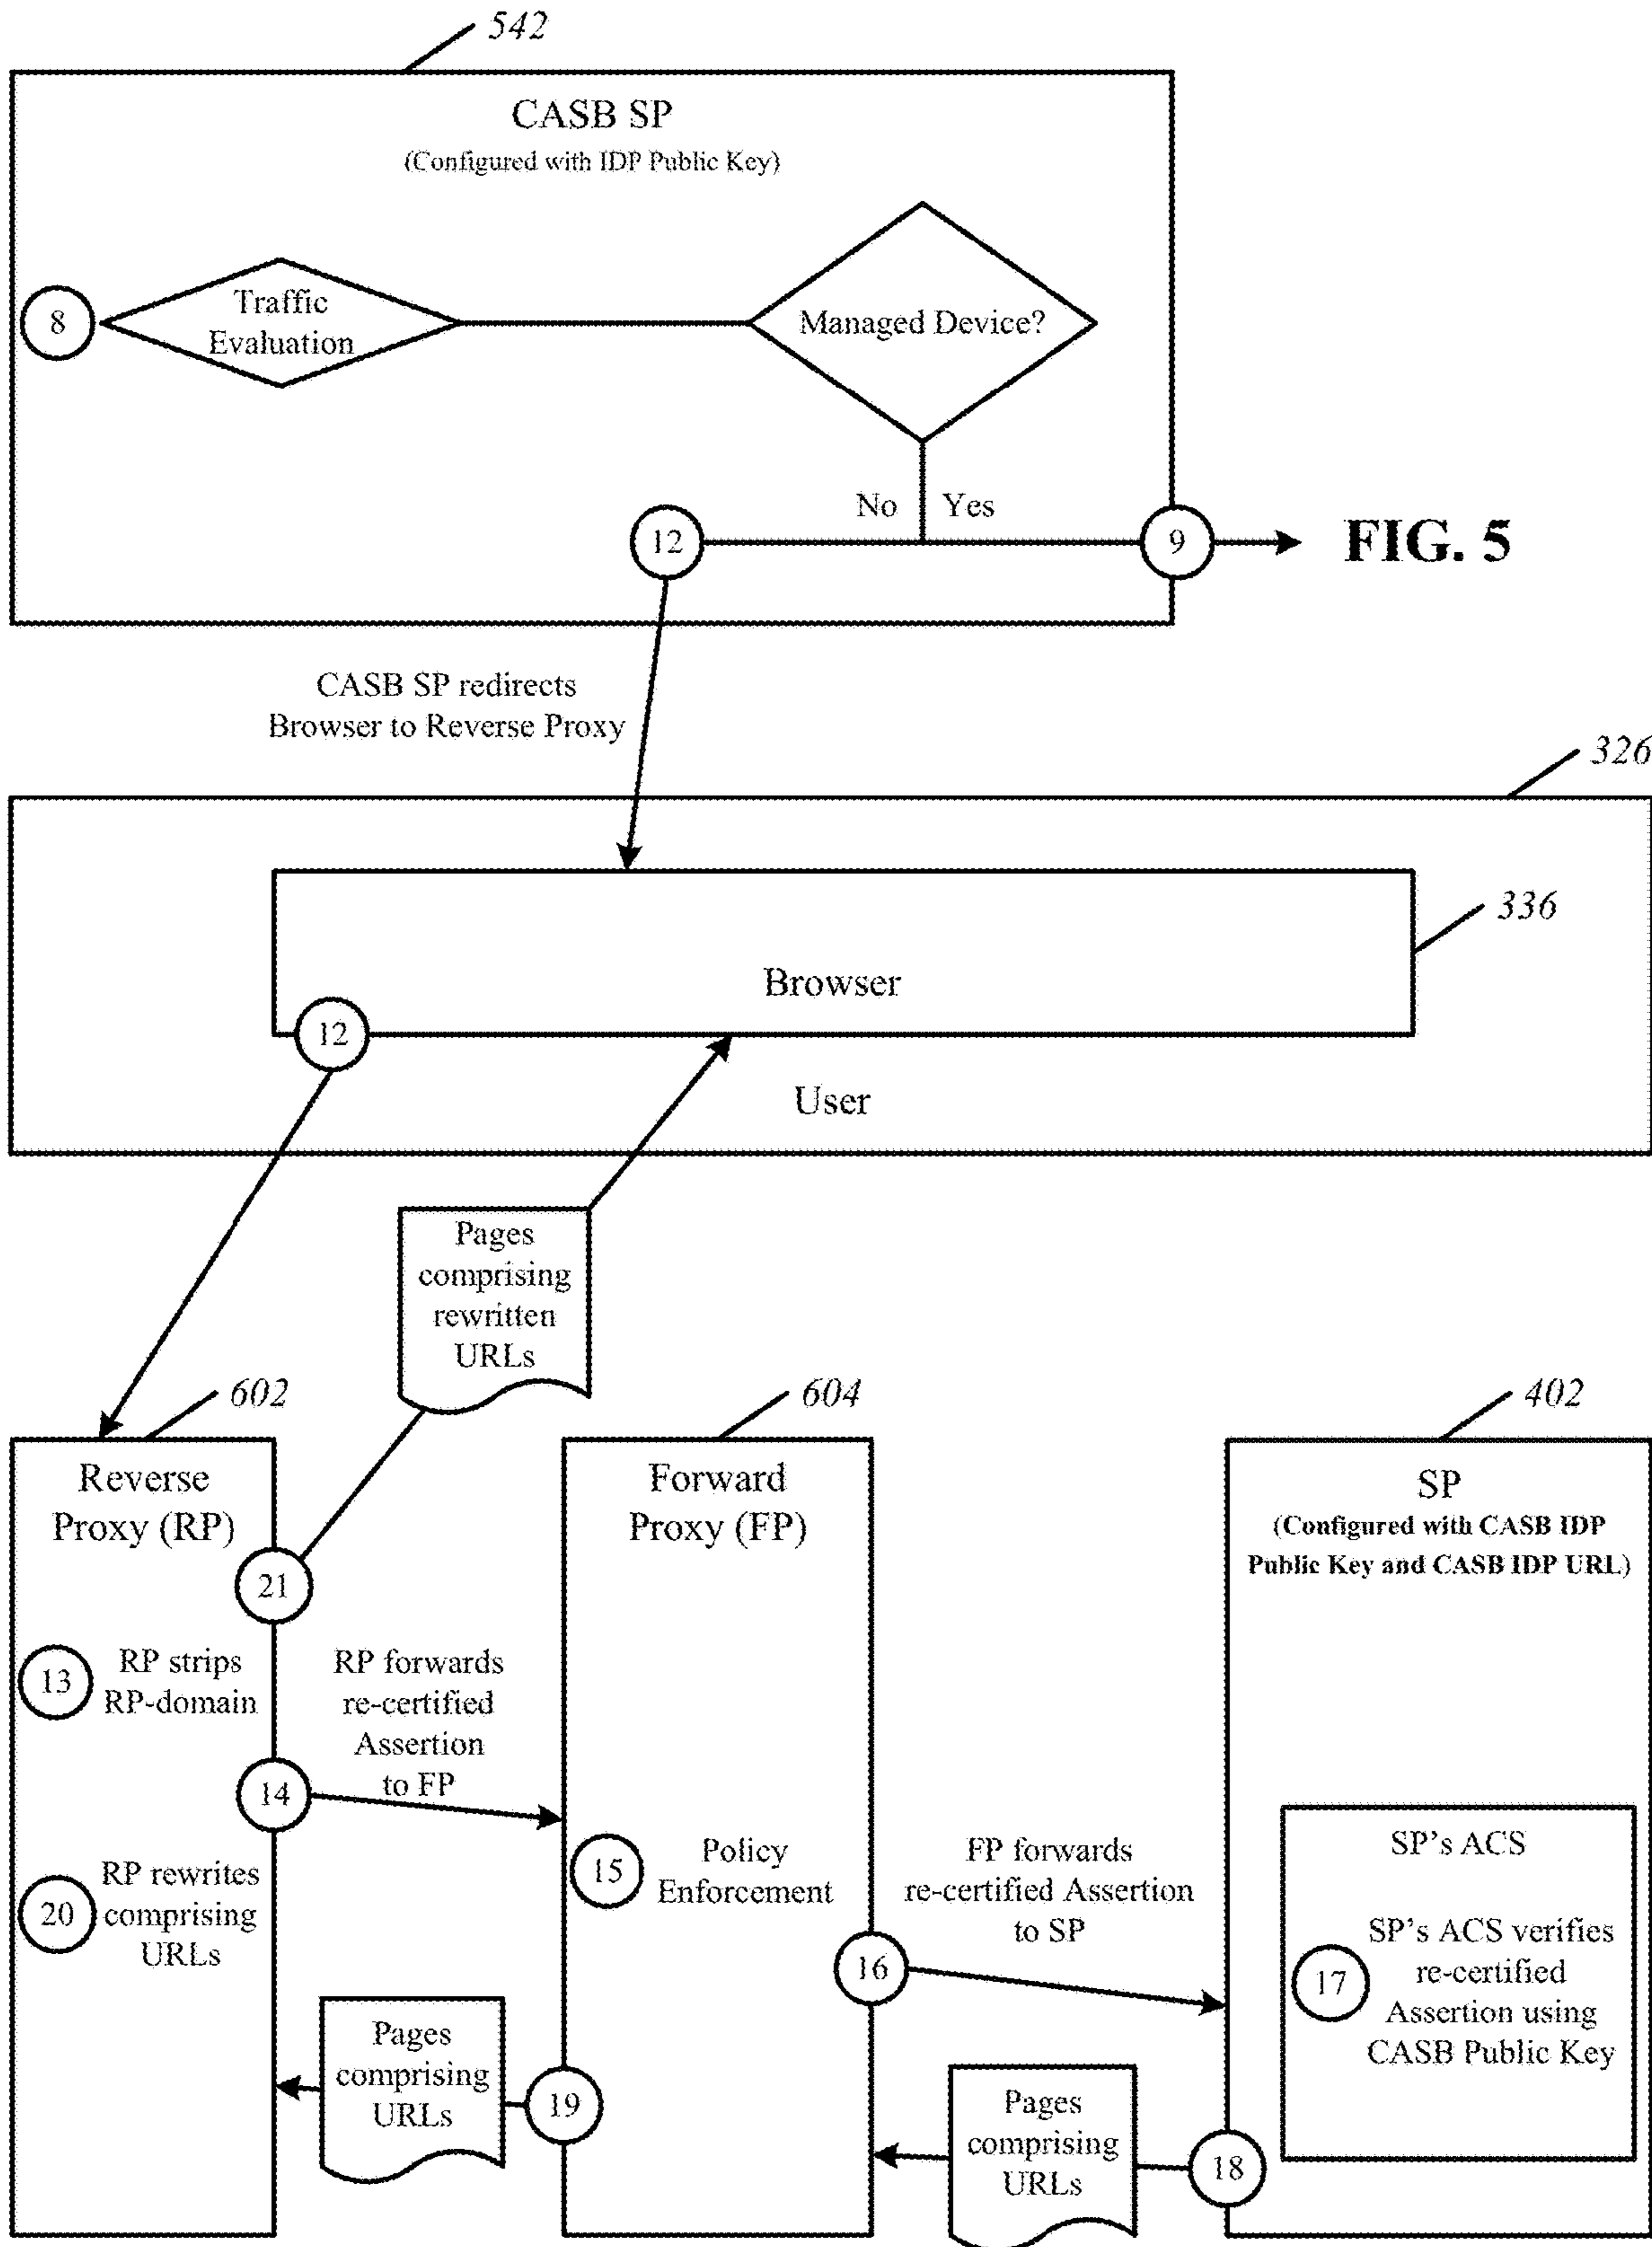 542
CASB SP
(Configured with IDP Public Key)
8
Traffic
Evaluation
Managed Device?
No
Yes
12
9
FIG. 5
CASB SP redirects
Browser to Reverse Proxy
326
336
Browser
12
User
Pages
comprising
rewritten
URLs
602
604
402
Reverse
Proxy (RP)
21
13
RP strips
RP-domain
14
20
RP rewrites
comprising
URLs
RP forwards
re-certified
Assertion
to FP
Forward
Proxy (FP)
15
Policy
Enforcement
16
FP forwards
re-certified Assertion
to SP
SP
(Configured with CASB IDP
Public Key and CASB IDP URL)
SP's ACS
17
SP's ACS verifies
re-certified
Assertion using
CASB Public Key
18
Pages
comprising
URLs
19
Pages
comprising
URLs